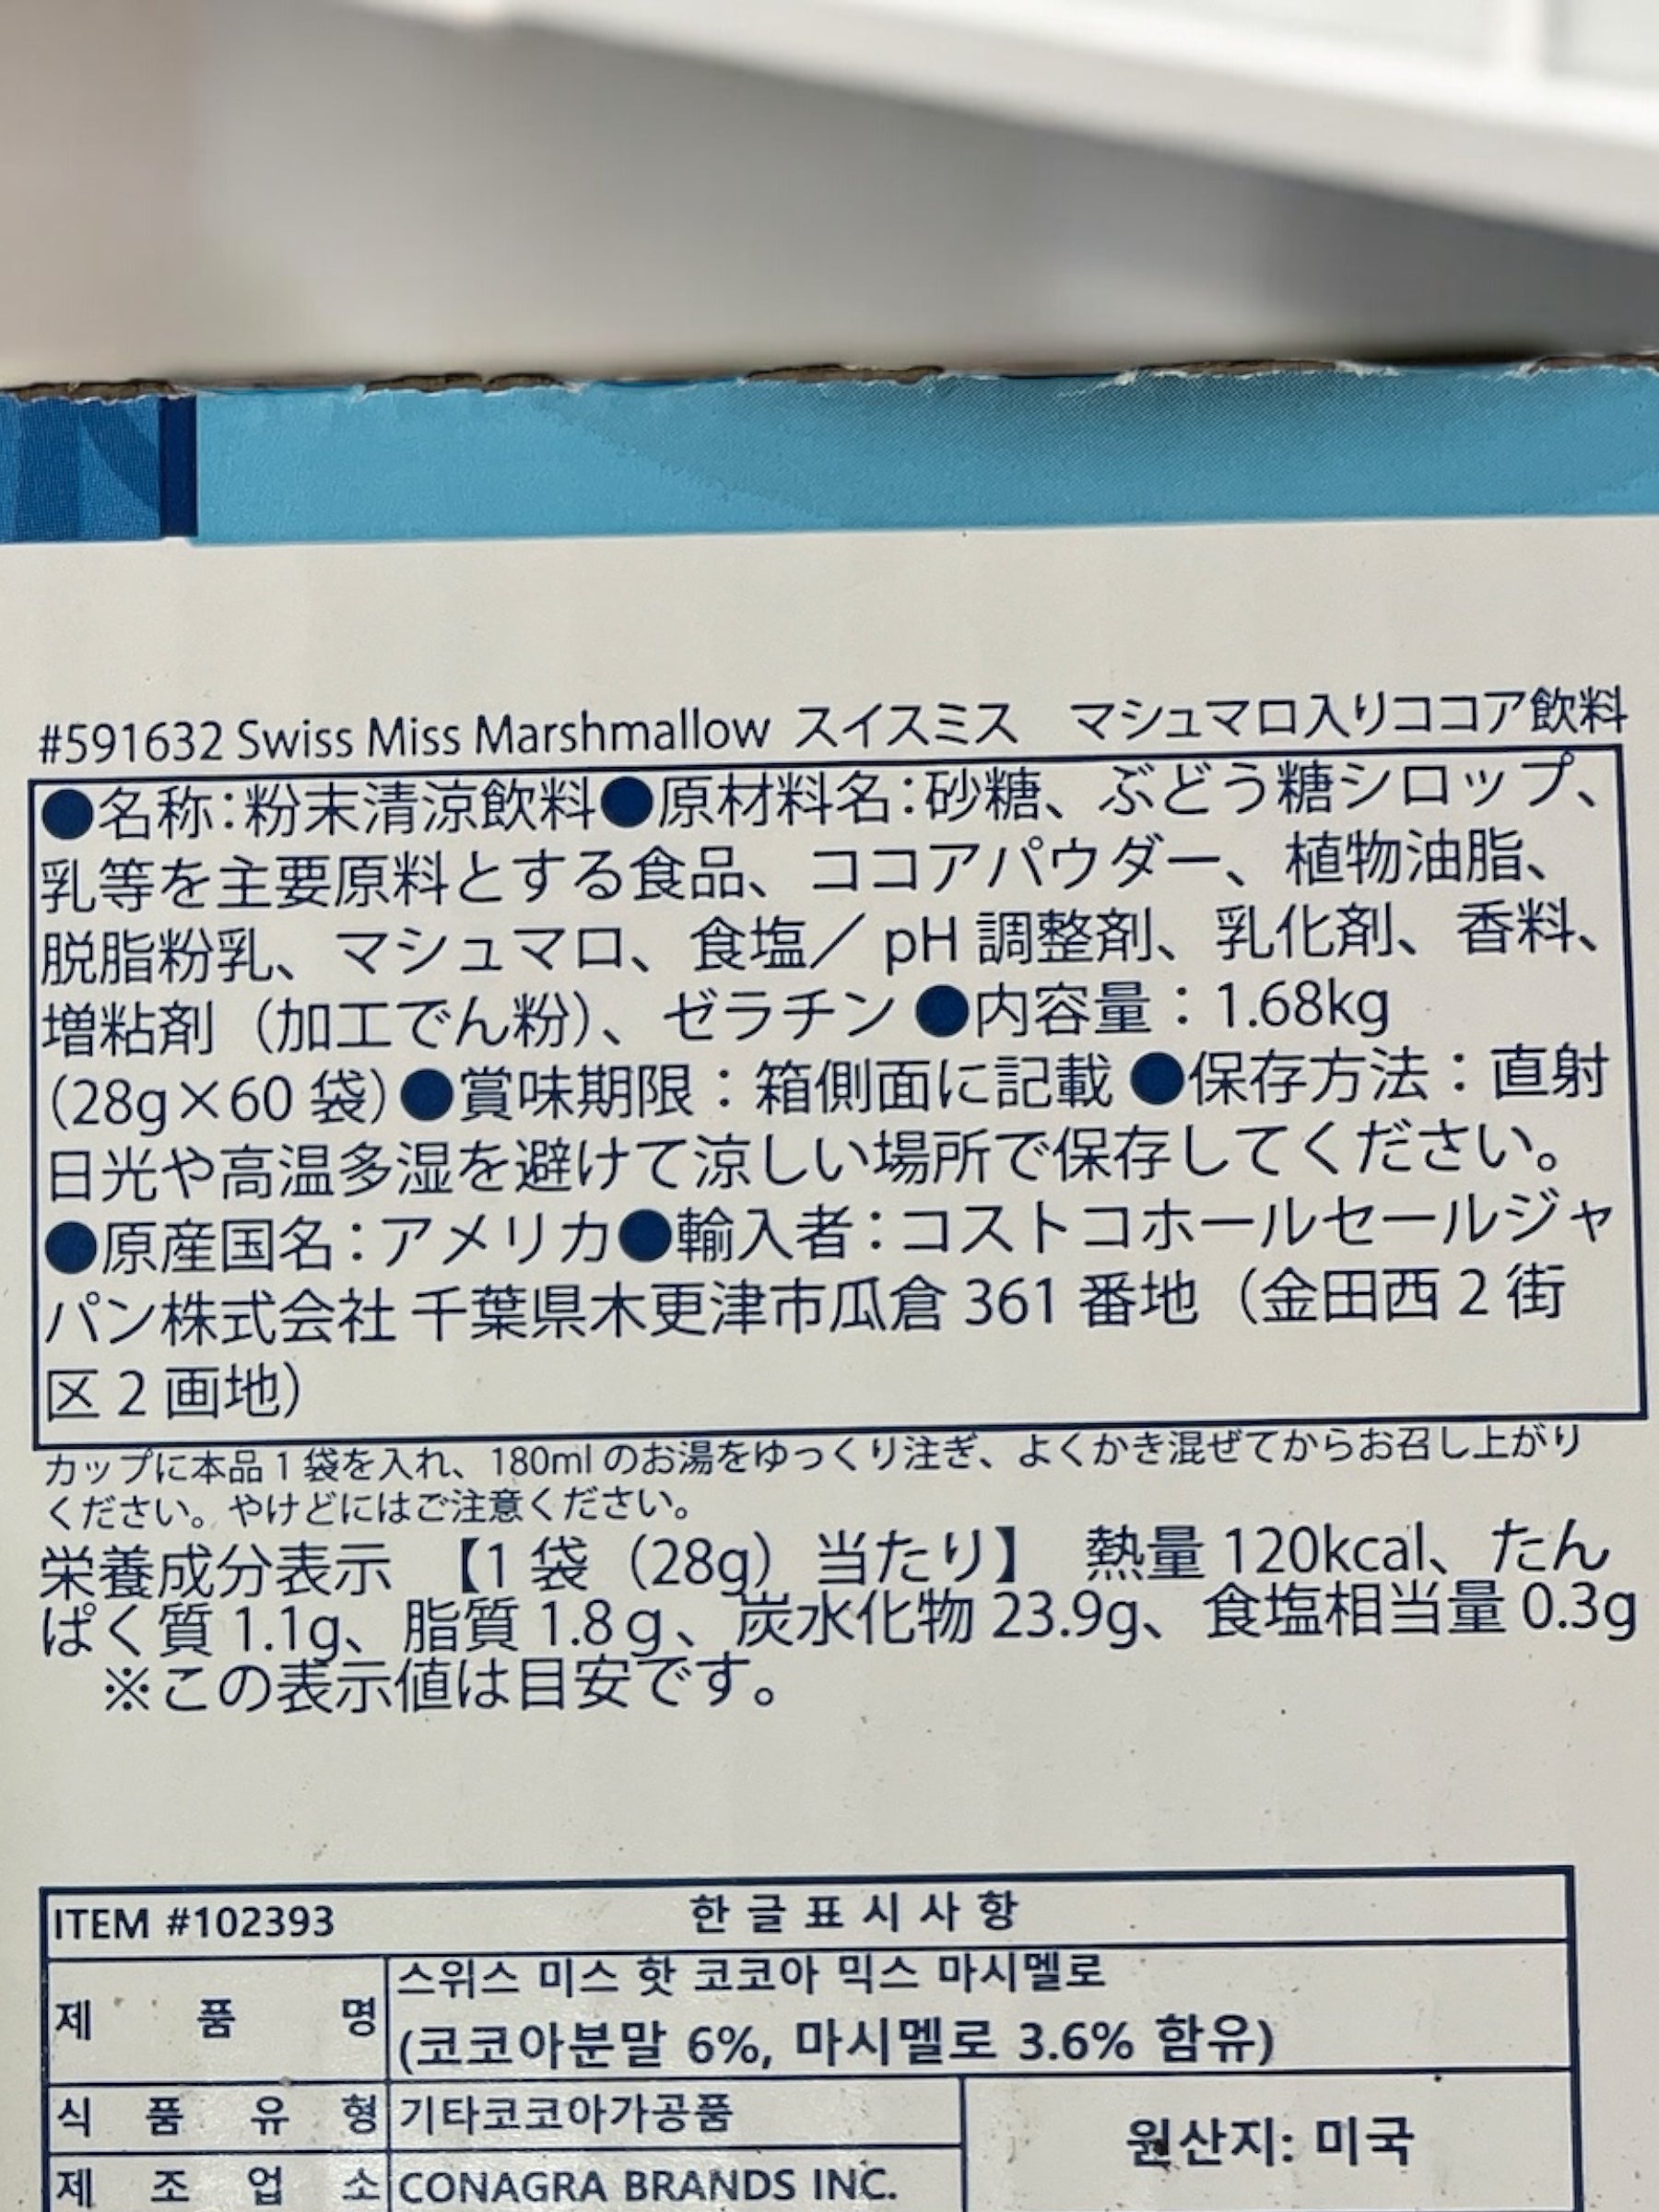 #591632 Swiss Miss Marshmallow スイスミス　マシュマロ入りココア飲料
●名称：粉末清涼飲料●原材料名：砂糖、ぶどう糖シロップ、
乳等を主要原料とする食品、ココアパウダー、植物油脂、
脱脂粉乳、マシュマロ、食塩／pH 調整剤、乳化剤、香料、
増粘剤（加工でん粉）、ゼラチン ●内容量：1.68kg
(28g×60 袋)●賞味期限：箱側面に記載 ●保存方法：直射
日光や高温多湿を避けて涼しい場所で保存してください。
●原産国名：アメリカ●輸入者：コストコホールセールジャ
パン株式会社 千葉県木更津市瓜倉 361 番地（金田西 2 街
区 2 画地）
カップに本品 1 袋を入れ、180ml のお湯をゆっくり注ぎ、よくかき混ぜてからお召し上がり
ください。やけどにはご注意ください。
栄養成分表示 【1 袋（28g）当たり】 熱量 120kcal、たん
ぱく質 1.1g、脂質 1.8 g、炭水化物 23.9g、食塩相当量 0.3g
※この表示値は目安です。
ITEM #102393 한 글 표 시 사 항
제 품 명 스위스 미스 핫 코코아 믹스 마시멜로
(코코아분말 6%, 마시멜로 3.6% 함유)
식 품 유 형 기타코코아가공품
원산지: 미국
제 조 업 소 CONAGRA BRANDS INC.